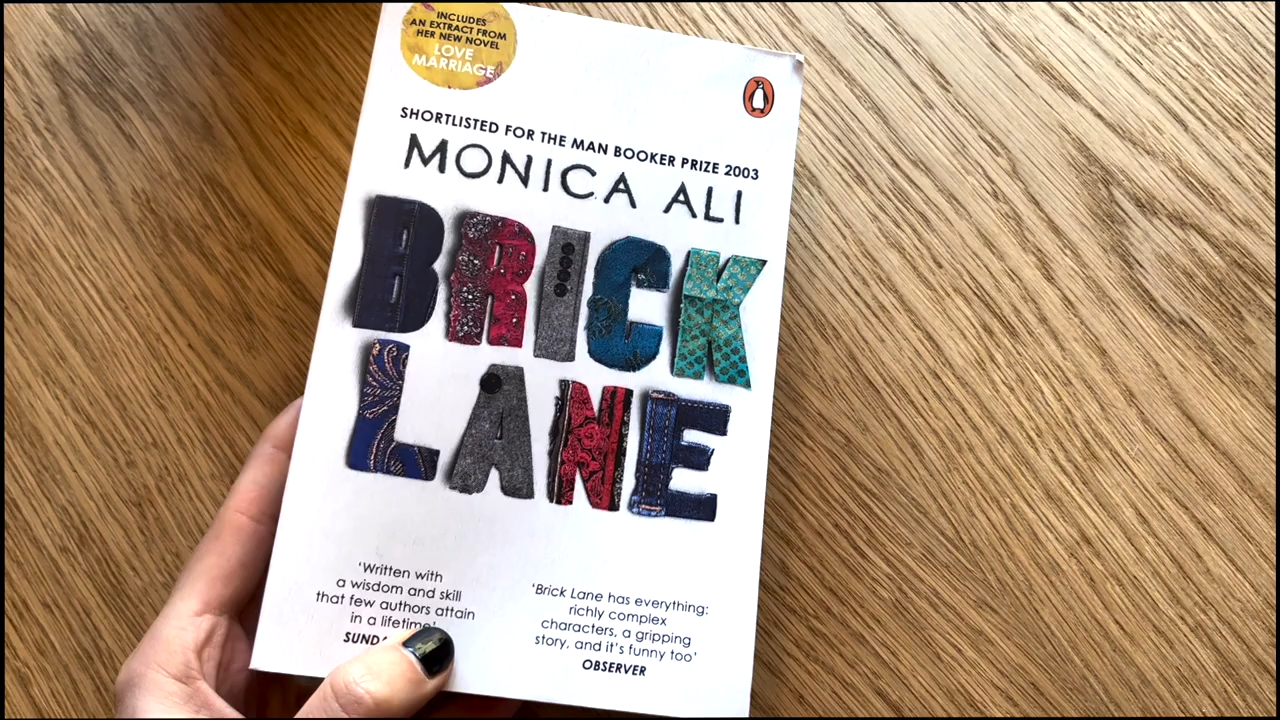 INCLUDES
AN EXTRACT FROM
HER NEW NOVEL
LOVE
MARRIAGE
SHORTLISTED FOR THE MAN BOOKER PRIZE 2003
MONICA ALI
BRICK
LANE
‘Written with
a wisdom and skill
that few authors attain
in a lifetime’
‘Brick Lane has everything:
richly complex
characters, a gripping
story, and it’s funny too’
OBSERVER